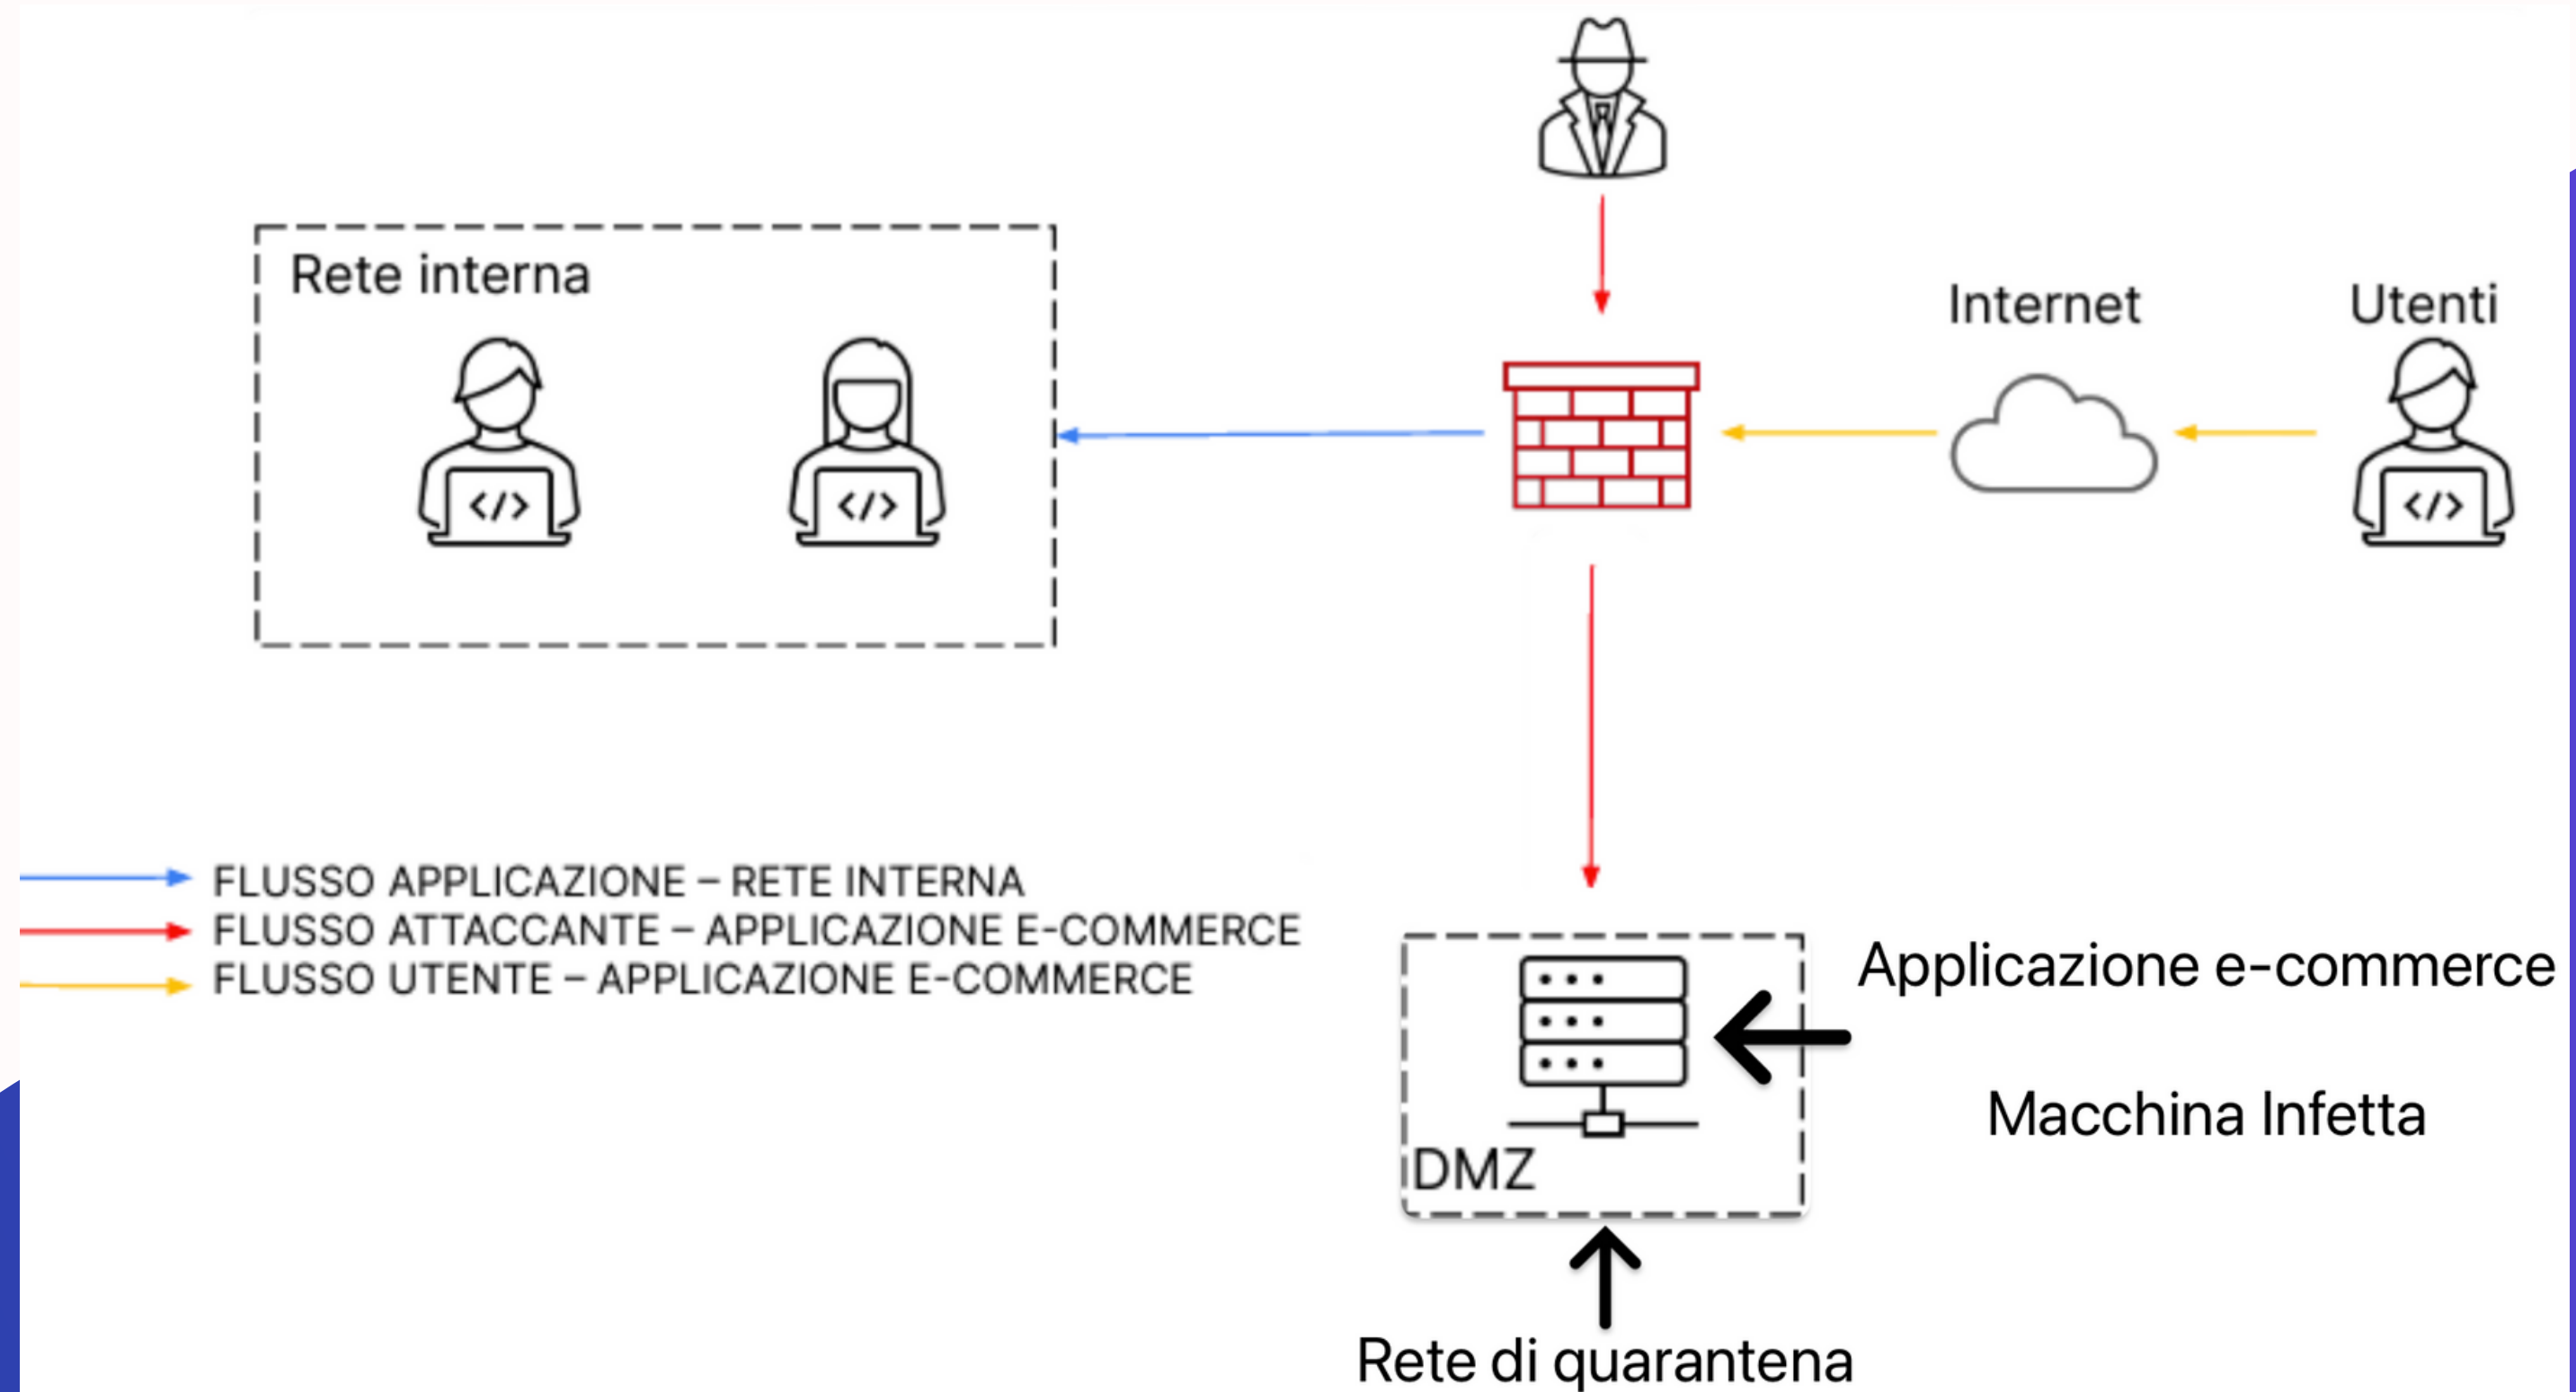 Rete interna
Internet
Utenti
</>
</>
</>
FLUSSO APPLICAZIONE – RETE INTERNA
FLUSSO ATTACCANTE – APPLICAZIONE E-COMMERCE
FLUSSO UTENTE – APPLICAZIONE E-COMMERCE
Applicazione e-commerce
Macchina Infetta
DMZ
Rete di quarantena